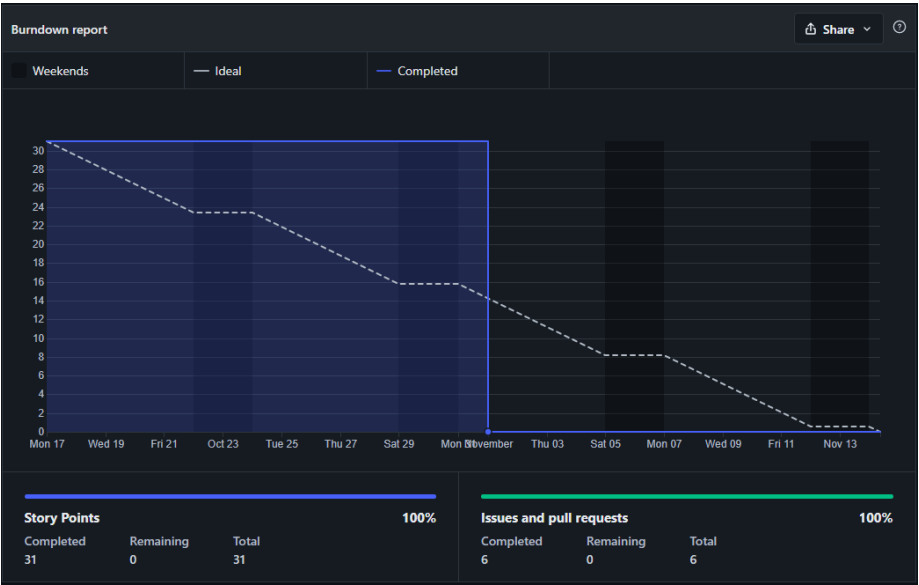 Burndown report
Share
Weekends
Ideal
Completed
30
28
26
24
22
20
18
16
14
12
10
8
6
4
2
0
Mon 17 Wed 19 Fri 21 Oct 23 Tue 25 Thu 27 Sat 29 Mon 31 November Thu 03 Sat 05 Mon 07 Wed 09 Fri 11 Nov 13
Story Points 100%
Completed Remaining Total
31 0 31
Issues and pull requests 100%
Completed Remaining Total
6 0 6